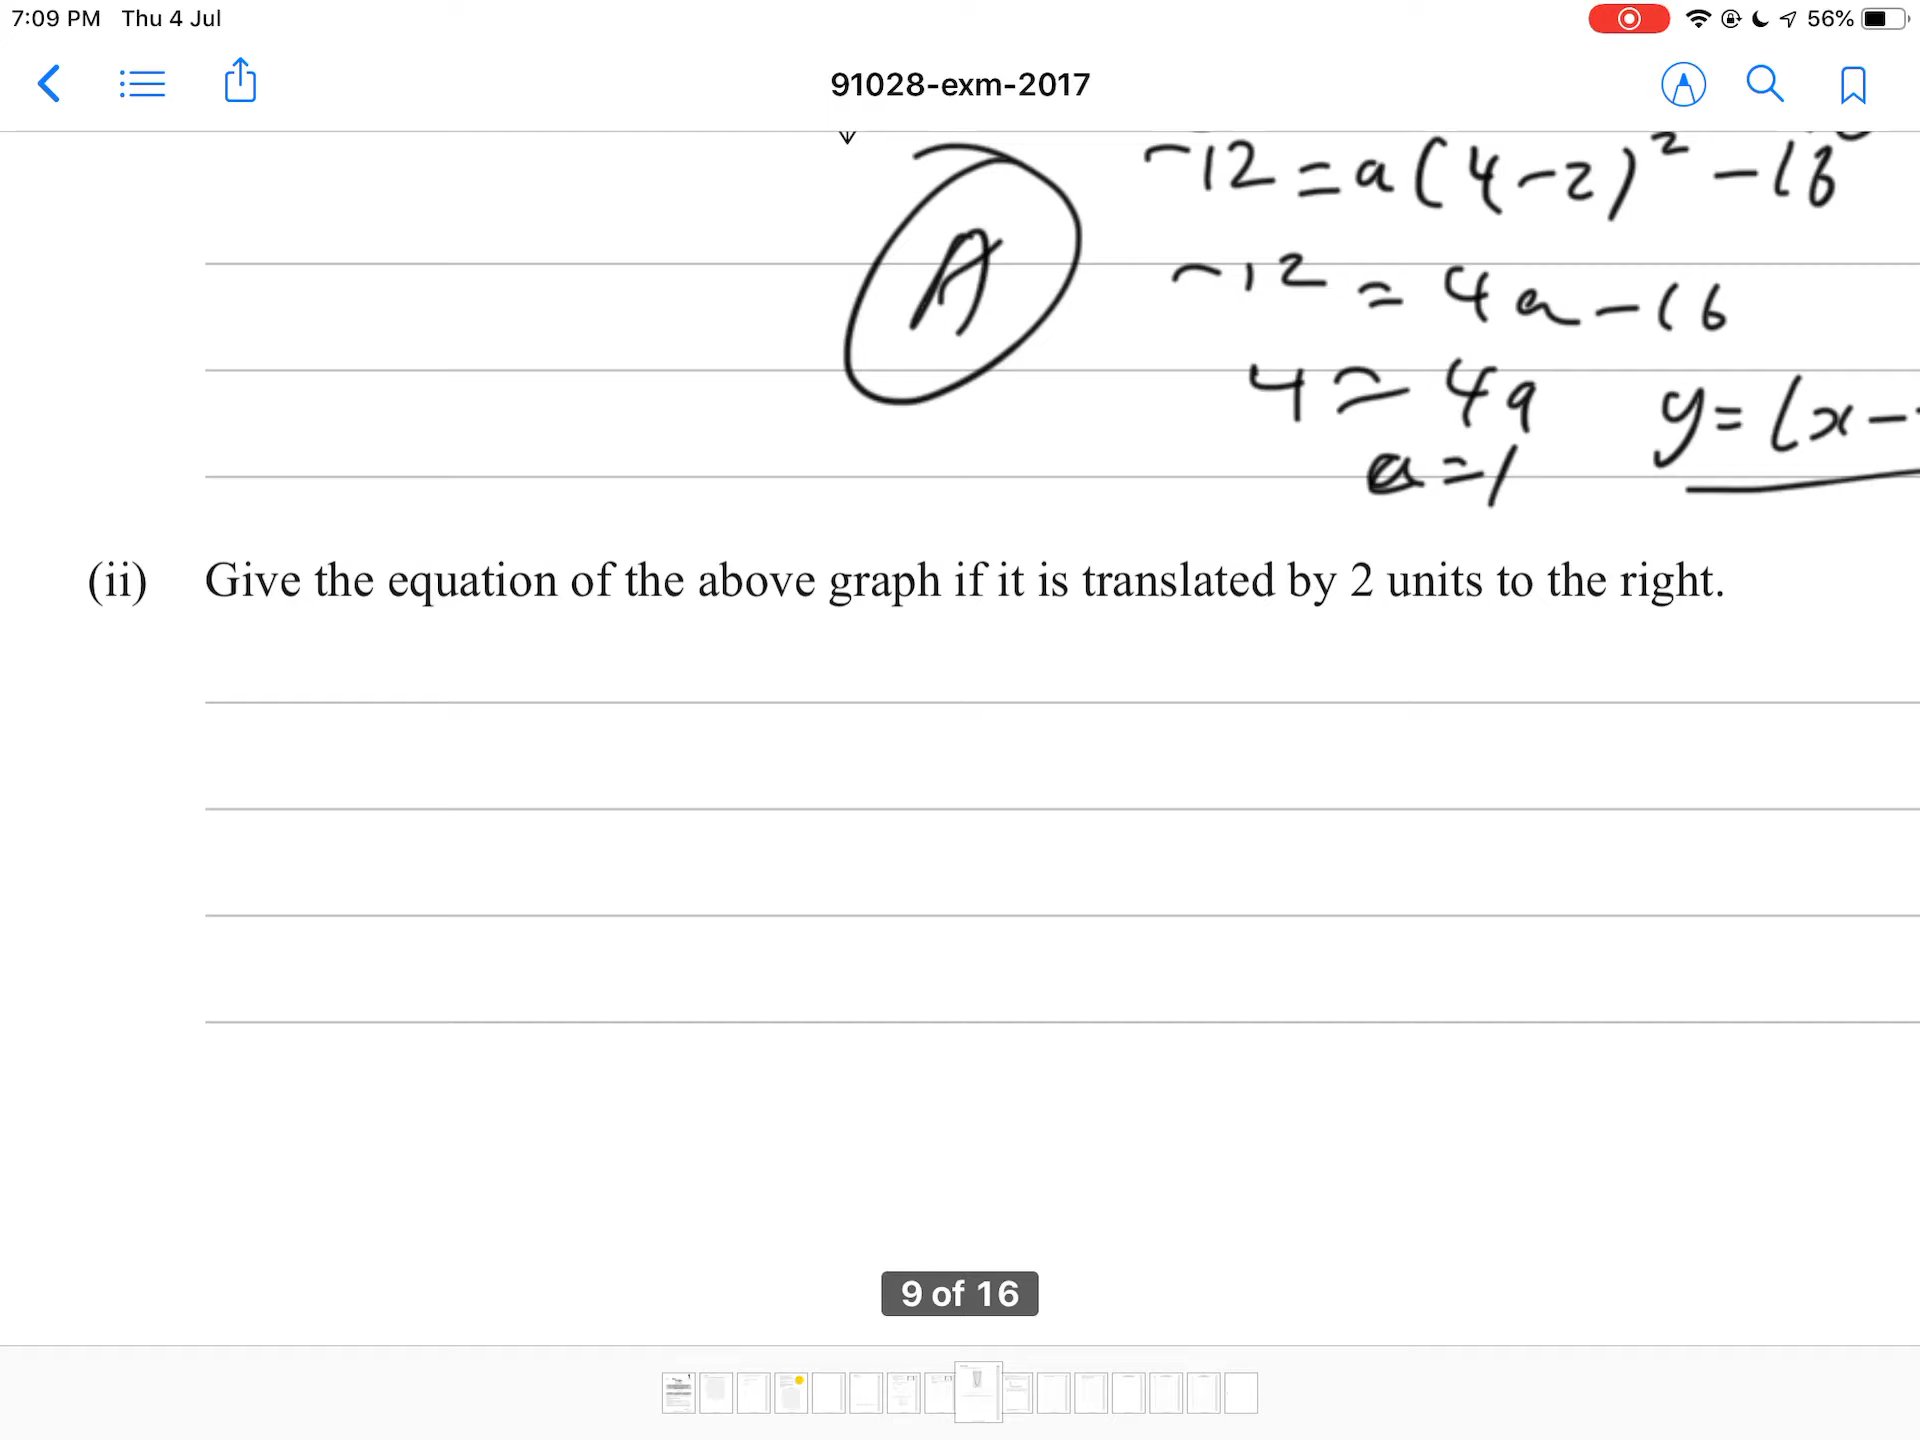 7:09 PM Thu 4 Jul
56%
91028-exm-2017
-12 = a(4-2)² - 16
A
-12 = 4a - 16
4 = 4a
y = (x -
a = 1
(ii) Give the equation of the above graph if it is translated by 2 units to the right.
9 of 16